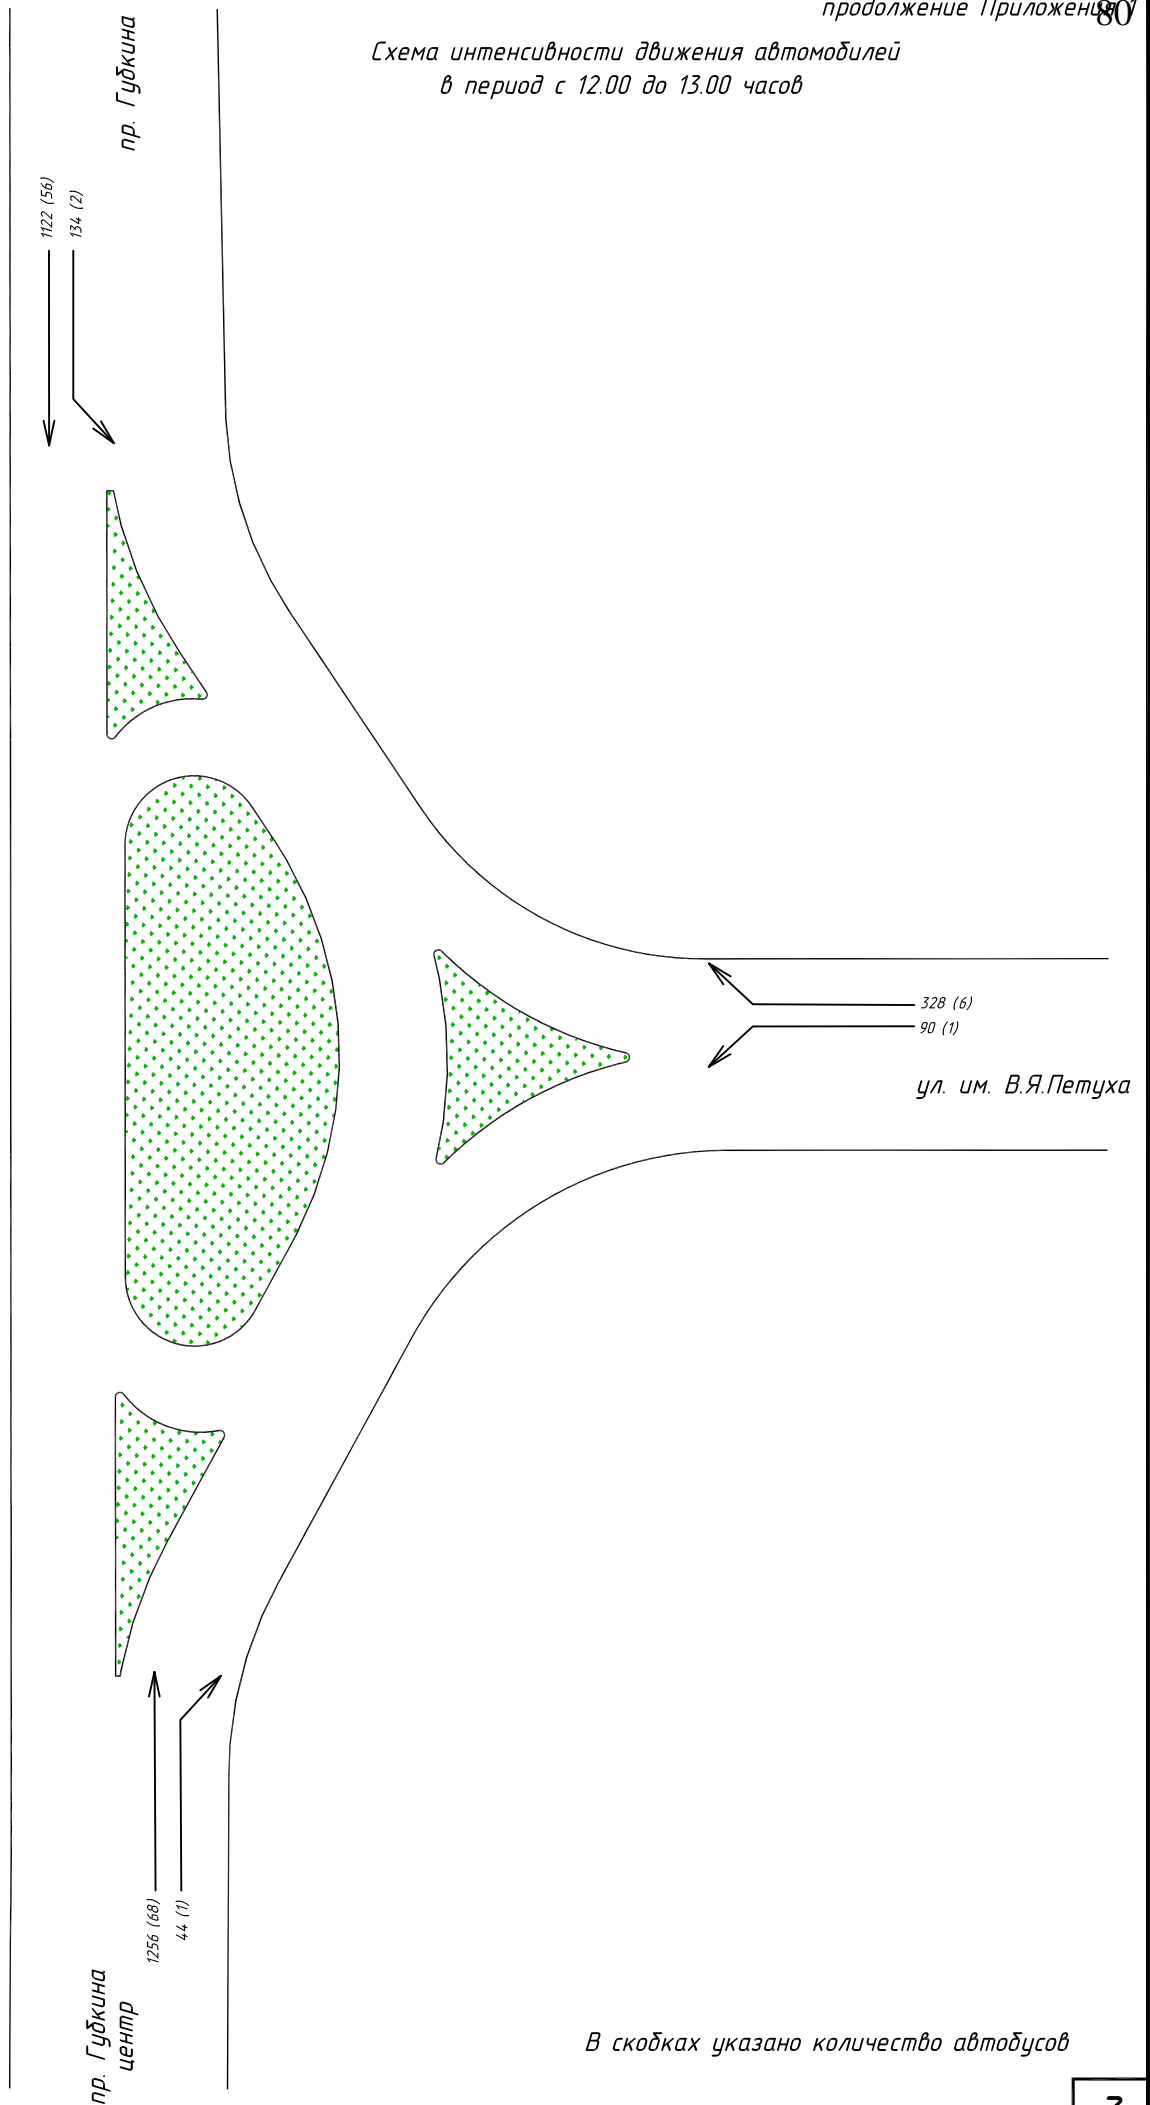 продолжение Приложения 1
80
Схема интенсивности движения автомобилей
в период с 12.00 до 13.00 часов
пр. Губкина
1122 (56)
134 (2)
328 (6)
90 (1)
ул. им. В.Я.Петуха
1256 (68)
44 (1)
пр. Губкина
центр
В скобках указано количество автобусов